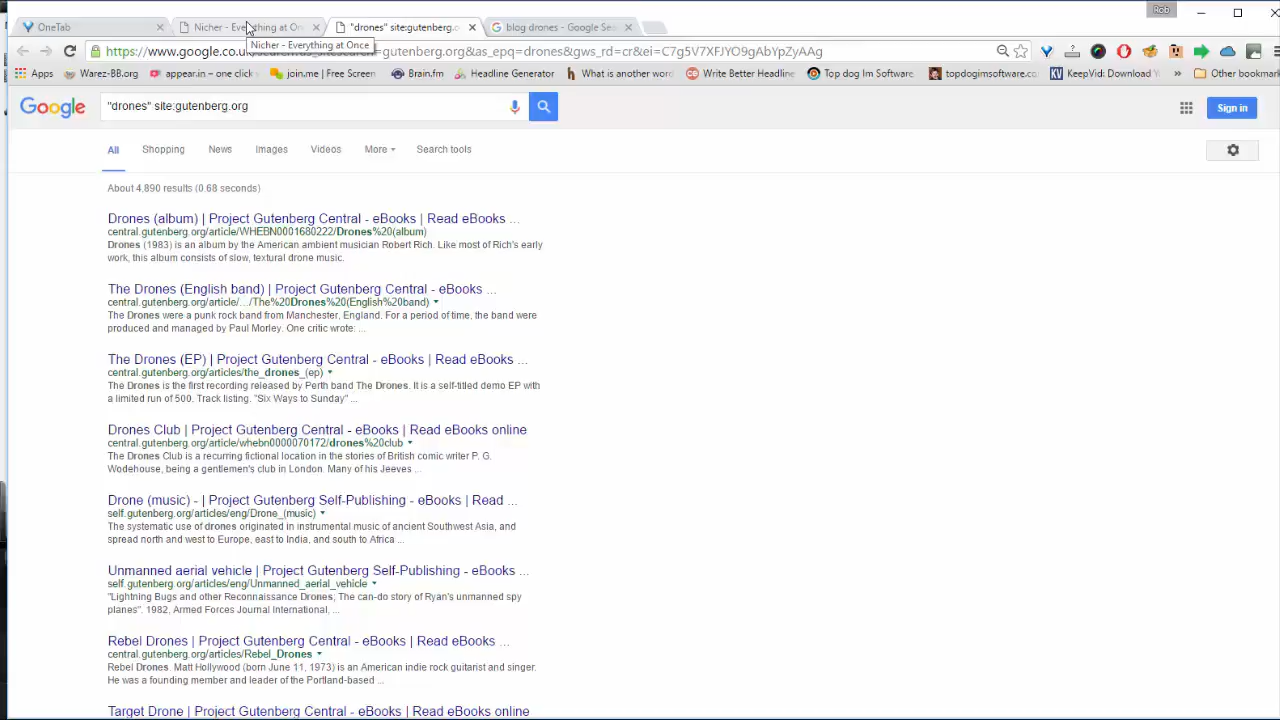 Rob
OneTab
Nicher - Everything at On
"drones" site:gutenberg.
blog drones - Google Se
Nicher - Everything at Once
https://www.google.co.uk
=gutenberg.org&as_epq=drones&gws_rd=cr&ei=C7g5V7XFJYO9gAbYpZyAAg
Apps
Warez-BB.org
appear.in – one click
join.me | Free Screen
Brain.fm
Headline Generator
What is another word
Write Better Headline
Top dog Im Software
topdogimsoftware.co
KeepVid: Download
»
Other bookmar
Google
"drones" site:gutenberg.org
Sign in
All
Shopping
News
Images
Videos
More
Search tools
About 4,890 results (0.68 seconds)
Drones (album) | Project Gutenberg Central - eBooks | Read eBooks ...
central.gutenberg.org/article/WHEBN0001680222/Drones%20(album)
Drones (1983) is an album by the American ambient musician Robert Rich. Like most of Rich's early
work, this album consists of slow, textural drone music.
The Drones (English band) | Project Gutenberg Central - eBooks ...
central.gutenberg.org/article/.../The%20Drones%20(English%20band)
The Drones were a punk rock band from Manchester, England. For a period of time, the band were
produced and managed by Paul Morley. One critic wrote: ...
The Drones (EP) | Project Gutenberg Central - eBooks | Read eBooks ...
central.gutenberg.org/articles/the_drones_(ep)
The Drones is the first recording released by Perth band The Drones. It is a self-titled demo EP with
a limited run of 500. Track listing. "Six Ways to Sunday" ...
Drones Club | Project Gutenberg Central - eBooks | Read eBooks online
central.gutenberg.org/article/whebn0000070172/drones%20club
The Drones Club is a recurring fictional location in the stories of British comic writer P. G.
Wodehouse, being a gentlemen's club in London. Many of his Jeeves ...
Drone (music) - | Project Gutenberg Self-Publishing - eBooks | Read ...
self.gutenberg.org/articles/eng/Drone_(music)
The systematic use of drones originated in instrumental music of ancient Southwest Asia, and
spread north and west to Europe, east to India, and south to Africa ...
Unmanned aerial vehicle | Project Gutenberg Self-Publishing - eBooks ...
self.gutenberg.org/articles/eng/Unmanned_aerial_vehicle
"Lightning Bugs and other Reconnaissance Drones; The can-do story of Ryan's unmanned spy
planes". 1982, Armed Forces Journal International, ...
Rebel Drones | Project Gutenberg Central - eBooks | Read eBooks ...
central.gutenberg.org/articles/Rebel_Drones
Rebel Drones. Matt Hollywood (born June 11, 1973) is an American indie rock guitarist and singer.
He was a founding member and leader of the Portland-based ...
Target Drone | Project Gutenberg Central - eBooks | Read eBooks online